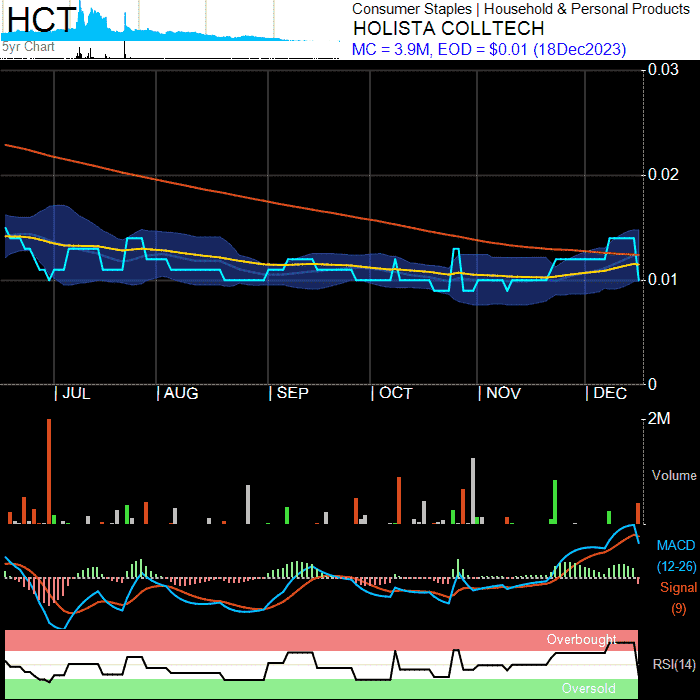 HCT
5yr Chart
Consumer Staples | Household & Personal Products
HOLISTA COLLTECH
MC = 3.9M, EOD = $0.01 (18Dec2023)
0.03
0.02
0.01
0
JUL AUG SEP OCT NOV DEC
2M
Volume
MACD
(12-26)
Signal
(9)
Overbought
RSI(14)
Oversold